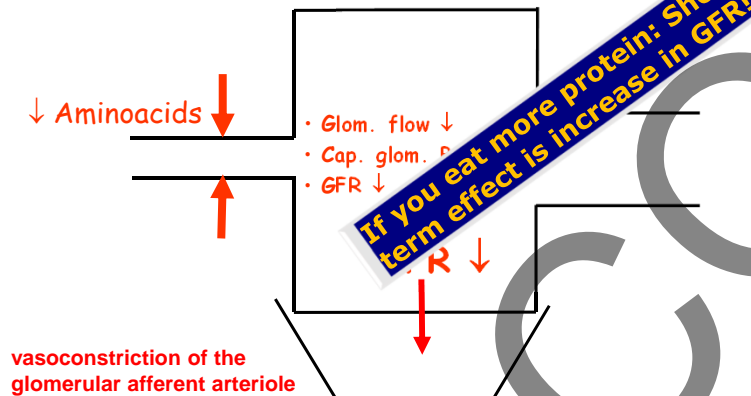 If you eat more protein:
term effect is increase in GFR!
↓ Aminoacids
• Glom. flow ↓
• Cap. glom.
• GFR ↓
↓
vasoconstriction of the
glomerular afferent arteriole